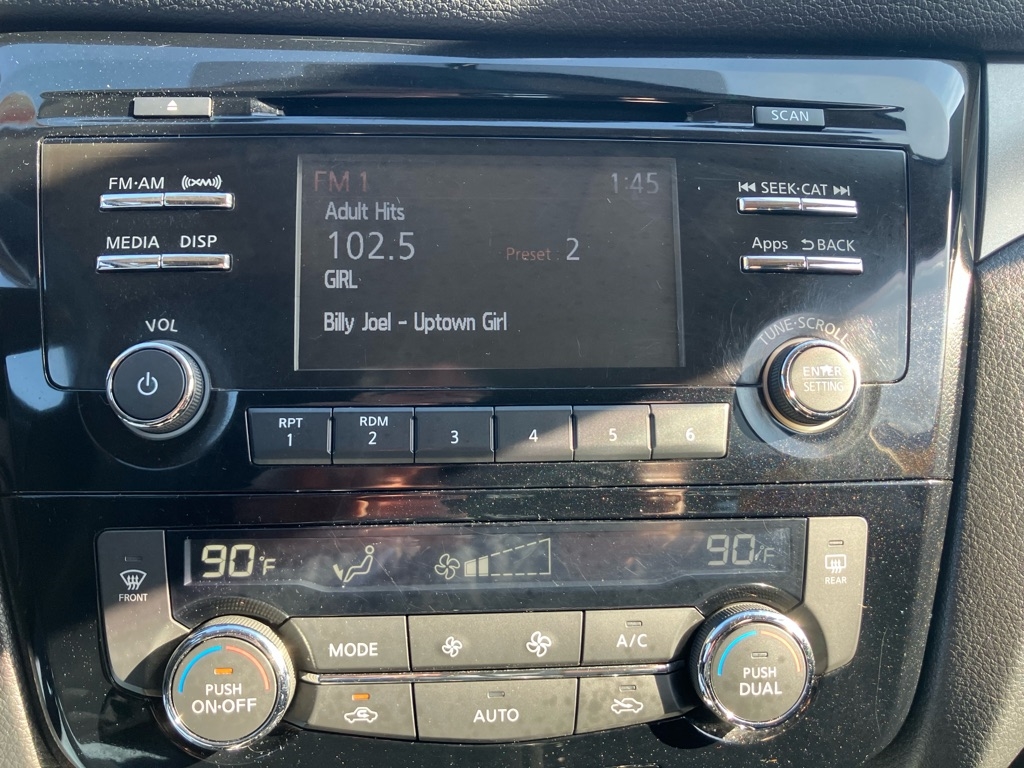 SCAN
FM·AM ((XM))
SEEK·CAT
MEDIA DISP
Apps BACK
FM 1 1:45
Adult Hits
102.5 Preset 2
GIRL
Billy Joel - Uptown Girl
VOL
TUNE·SCROLL
ENTER
SETTING
RPT
1
RDM
2
3
4
5
6
90°F
90°F
FRONT
REAR
MODE
A/C
PUSH
ON·OFF
AUTO
PUSH
DUAL